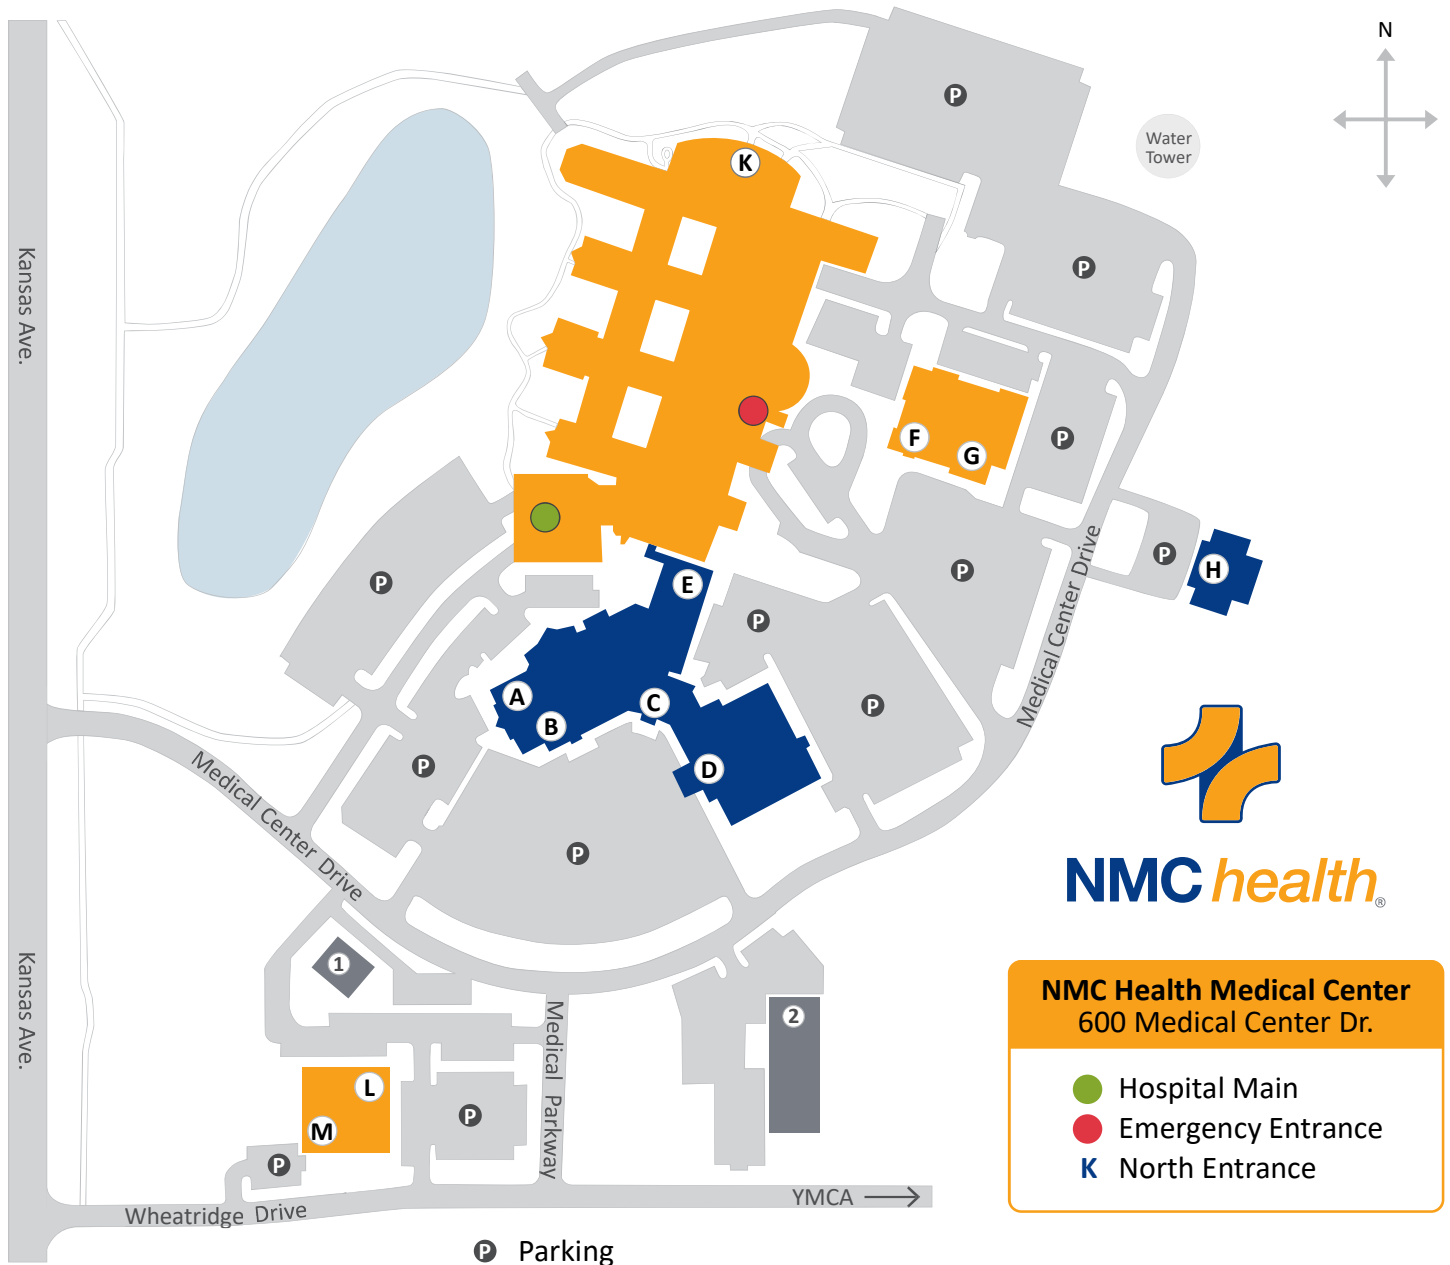 N
P
Water
Tower
K
P
Kansas Ave.
F
G
P
P
H
P
P
E
P
Medical Center Drive
A
B
C
P
D
P
Medical Center Drive
P
NMC health®
1
2
Kansas Ave.
NMC Health Medical Center
600 Medical Center Dr.
Hospital Main
Emergency Entrance
K North Entrance
Medical Parkway
L
M
P
P
YMCA
Wheatridge Drive
P Parking